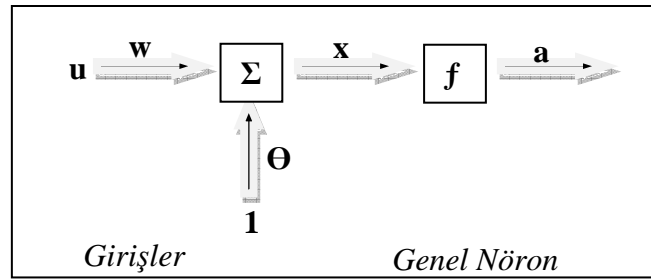 w x a
u Σ ƒ
Θ
1
Girişler Genel Nöron